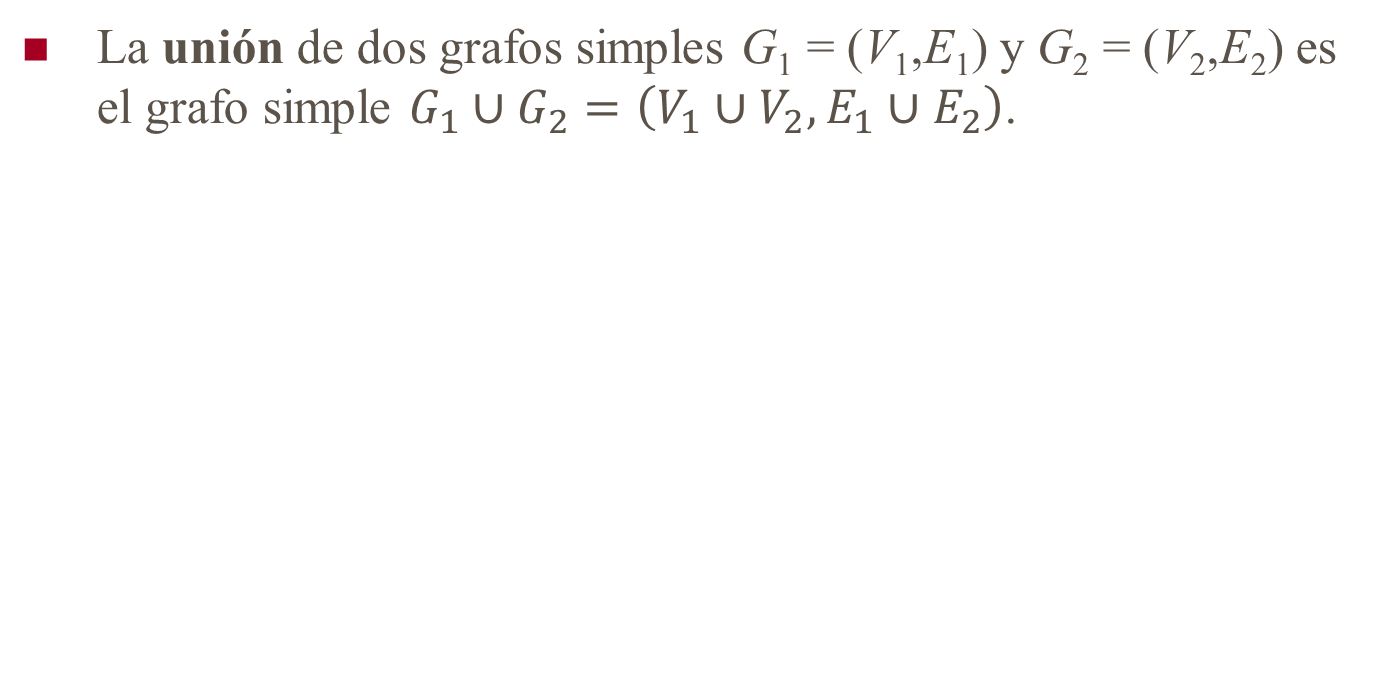 ■ La unión de dos grafos simples G₁ = (V₁,E₁) y G₂ = (V₂,E₂) es
el grafo simple G₁ ∪ G₂ = (V₁ ∪ V₂, E₁ ∪ E₂).